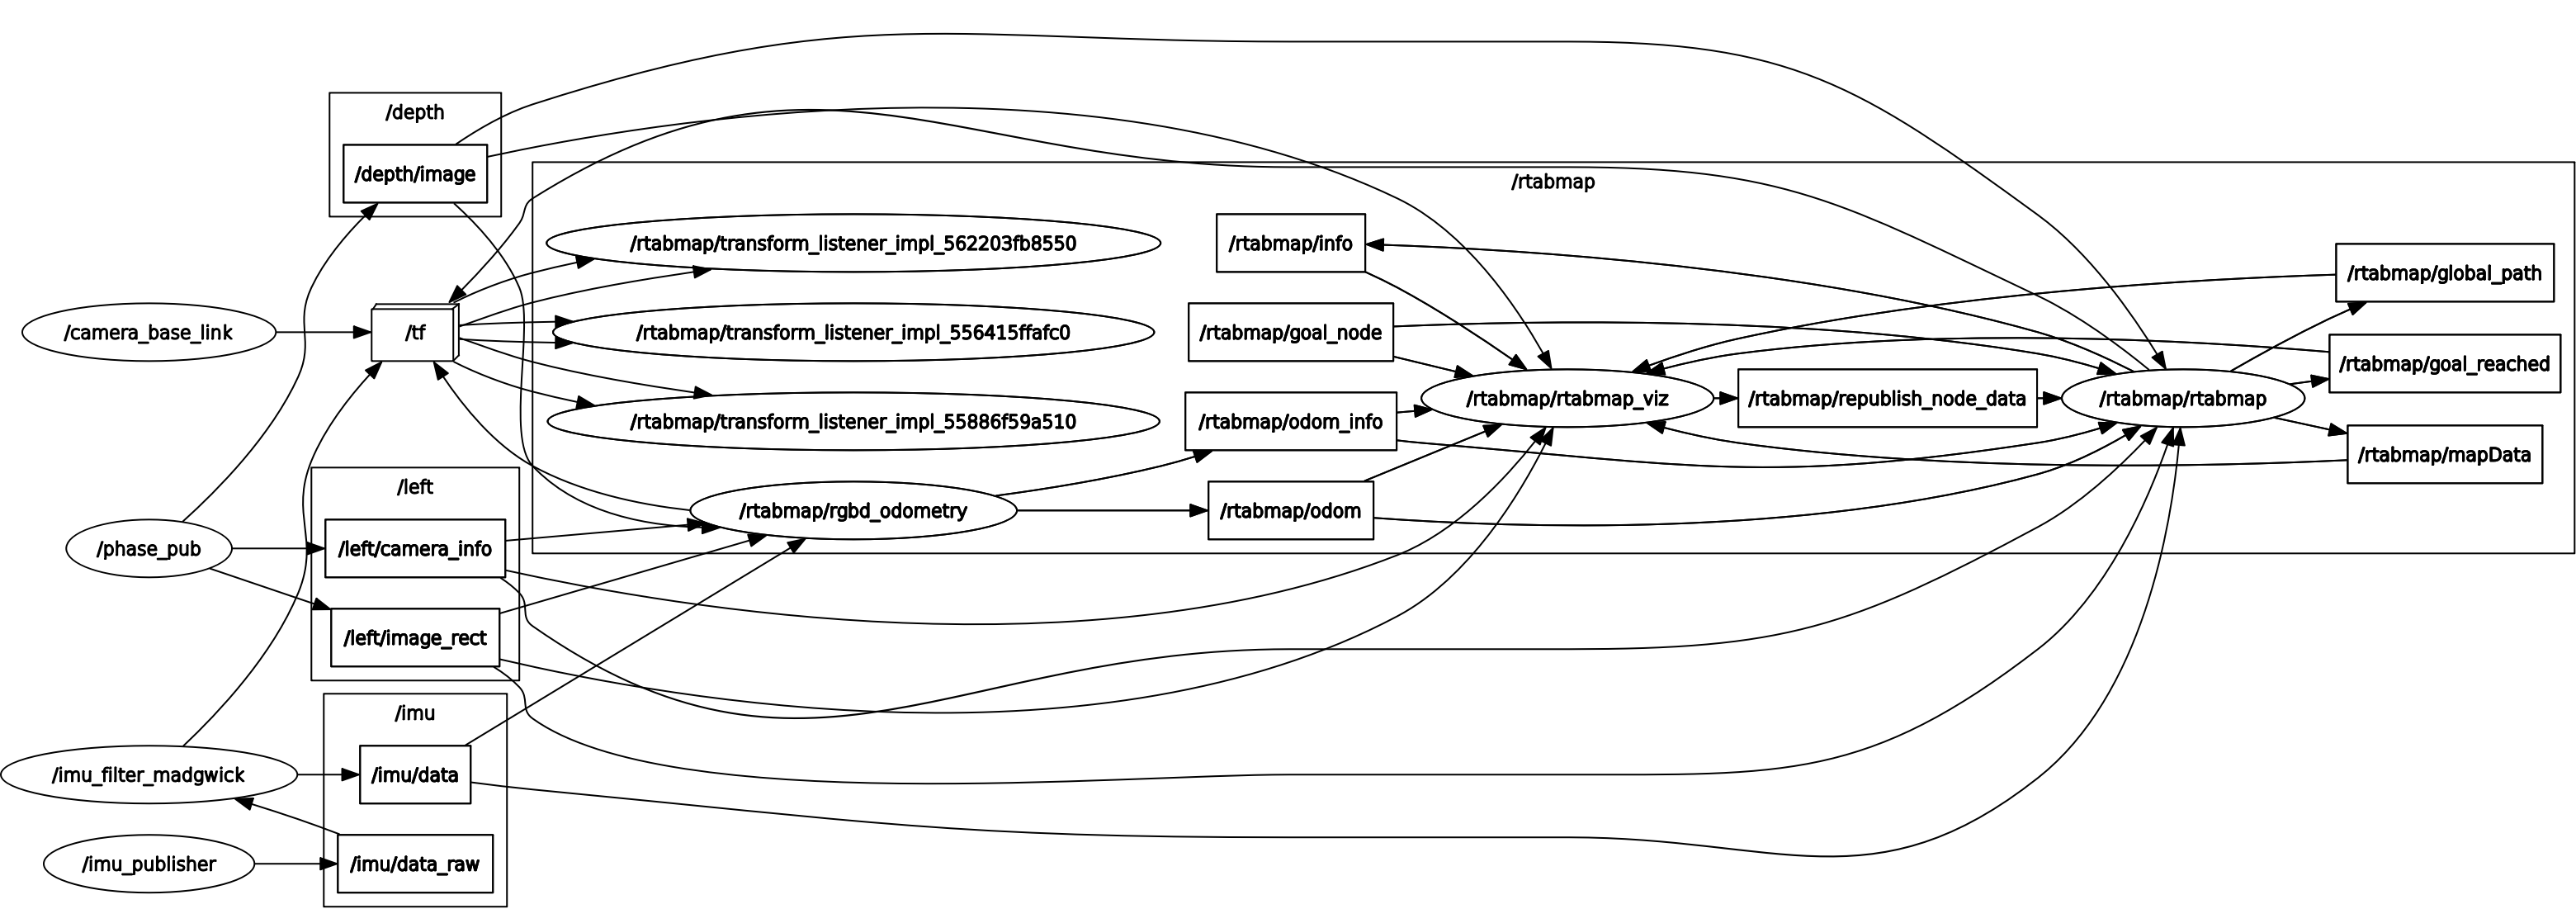 /depth
/depth/image
/camera_base_link
/tf
/phase_pub
/left
/left/camera_info
/left/image_rect
/imu_filter_madgwick
/imu
/imu/data
/imu_publisher
/imu/data_raw
/rtabmap
/rtabmap/transform_listener_impl_562203fb8550
/rtabmap/transform_listener_impl_556415ffafc0
/rtabmap/transform_listener_impl_55886f59a510
/rtabmap/rgbd_odometry
/rtabmap/info
/rtabmap/goal_node
/rtabmap/odom_info
/rtabmap/odom
/rtabmap/rtabmap_viz
/rtabmap/republish_node_data
/rtabmap/rtabmap
/rtabmap/global_path
/rtabmap/goal_reached
/rtabmap/mapData